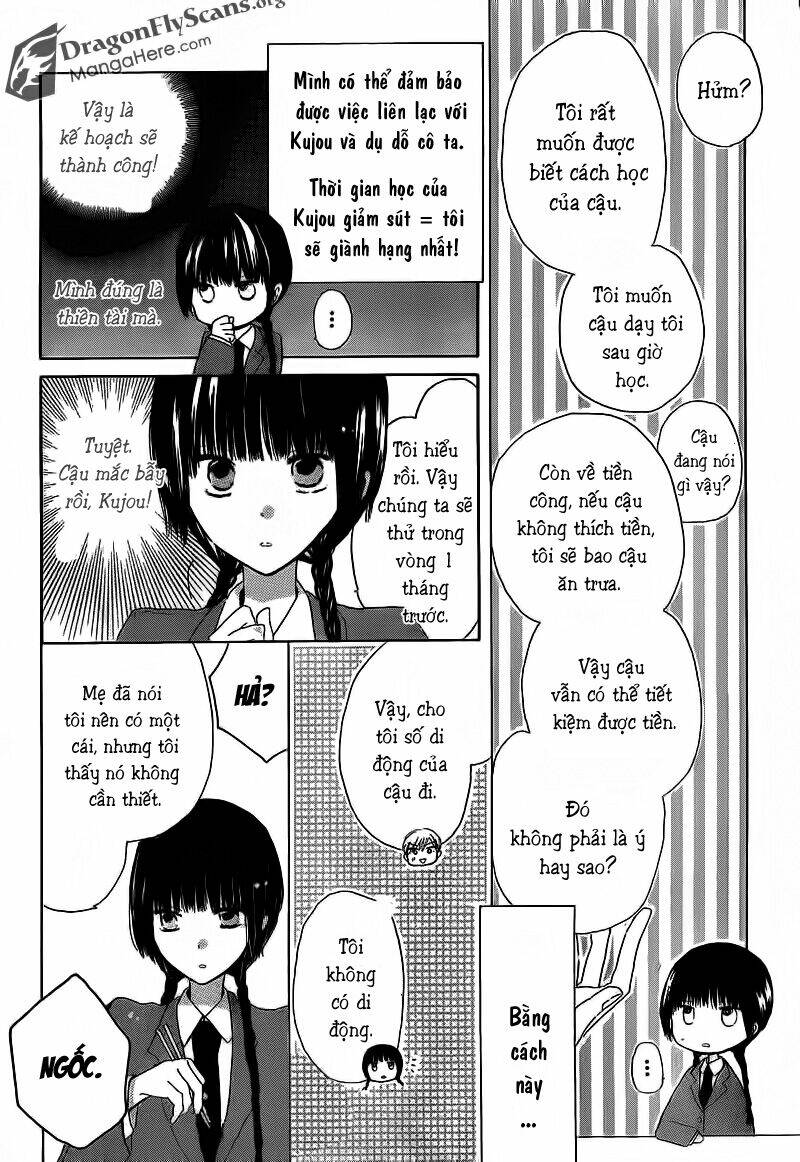 DragonFlyScans.org
MangaHere.com
Hửm?
Tôi rất
muốn được
biết cách học
của cậu.
Tôi muốn
cậu dạy tôi
sau giờ
học.
Cậu
đang nói
gì vậy?
Còn về tiền
công, nếu cậu
không thích tiền,
tôi sẽ bao cậu
ăn trưa.
Vậy cậu
vẫn có thể tiết
kiệm được tiền.
Đó
không phải là ý
hay sao?
...
Bằng
cách
này
...
Mình có thể đảm bảo
được việc liên lạc với
Kujou và dụ dỗ cô ta.
Thời gian học của
Kujou giảm sút = tôi
sẽ giành hạng nhất!
Vậy là
kế hoạch sẽ
thành công!
Mình đúng là
thiên tài mà.
...
Tôi hiểu
rồi. Vậy
chúng ta sẽ
thử trong
vòng 1
tháng
trước.
Tuyệt.
Cậu mắc bẫy
rồi, Kujou!
Vậy, cho
tôi số di
động của
cậu đi.
Tôi
không
có di
động.
HẢ?
Mẹ đã nói
tôi nên có một
cái, nhưng tôi
thấy nó không
cần thiết.
NGỐC.